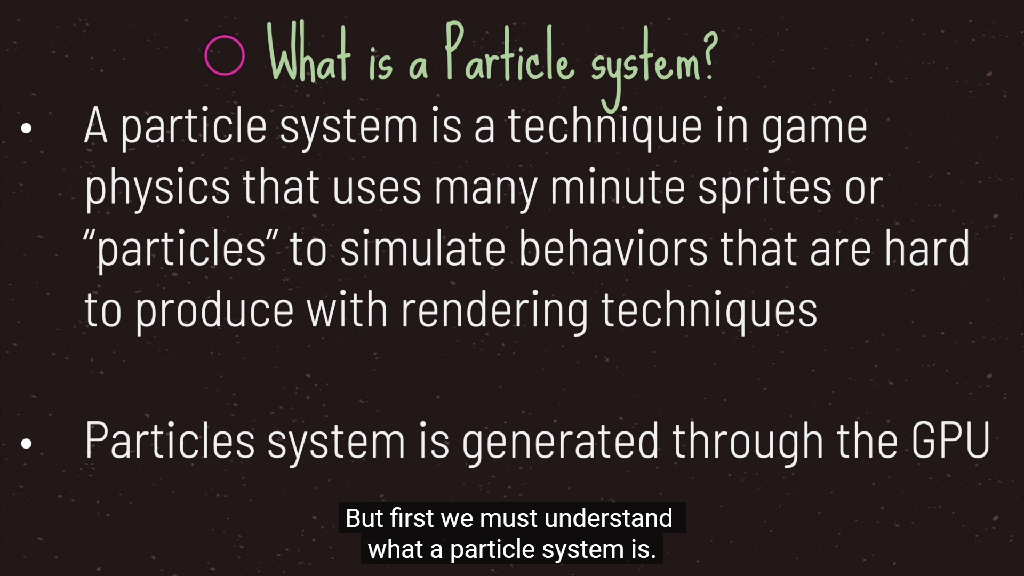 What is a Particle system?
• A particle system is a technique in game
physics that uses many minute sprites or
“particles” to simulate behaviors that are hard
to produce with rendering techniques
• Particles system is generated through the GPU
But first we must understand
what a particle system is.